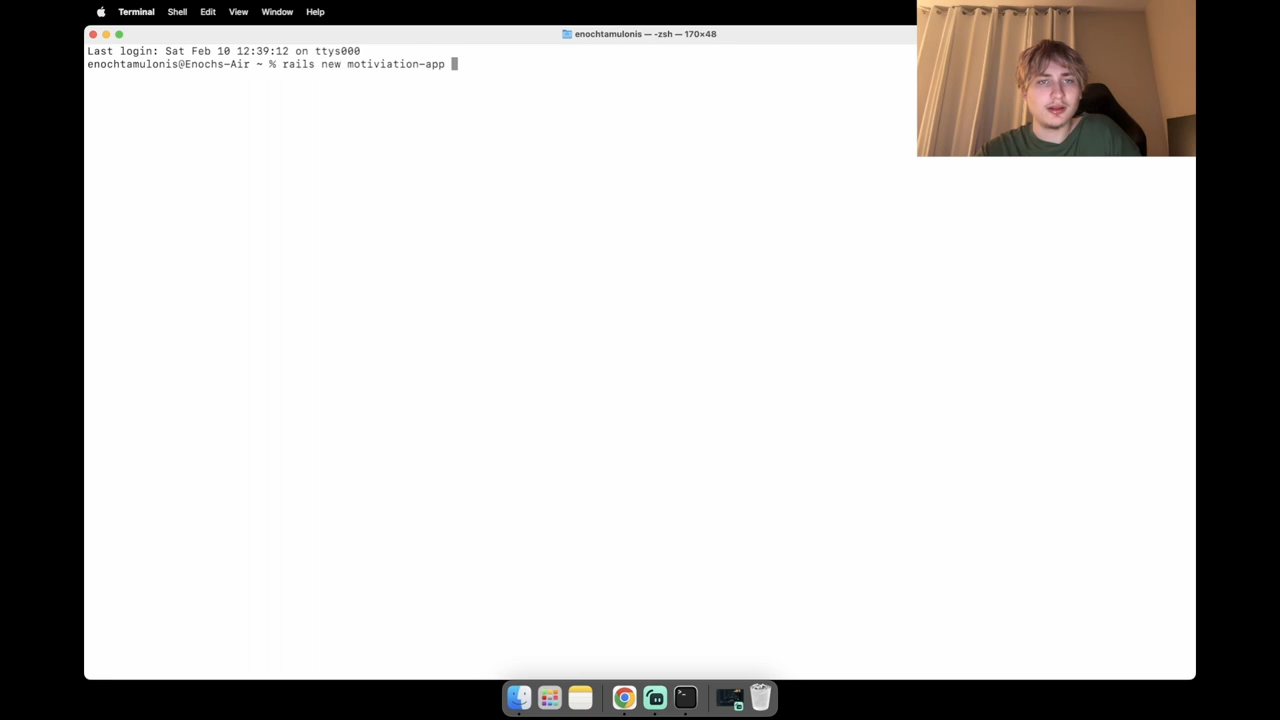 Terminal Shell Edit View Window Help
enochtamulonis — -zsh — 170×48
Last login: Sat Feb 10 12:39:12 on ttys000
enochtamulonis@Enochs-Air ~ % rails new motiviation-app